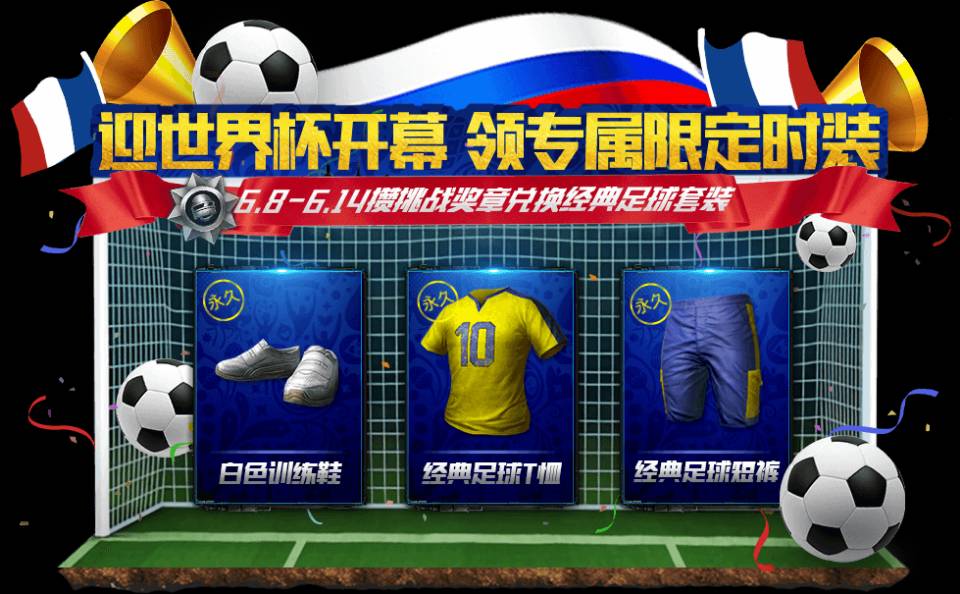 迎世界杯开幕 领专属限定时装
6.8-6.14攒挑战奖章兑换经典足球套装
永久
永久
永久
10
白色训练鞋
经典足球T恤
经典足球短裤